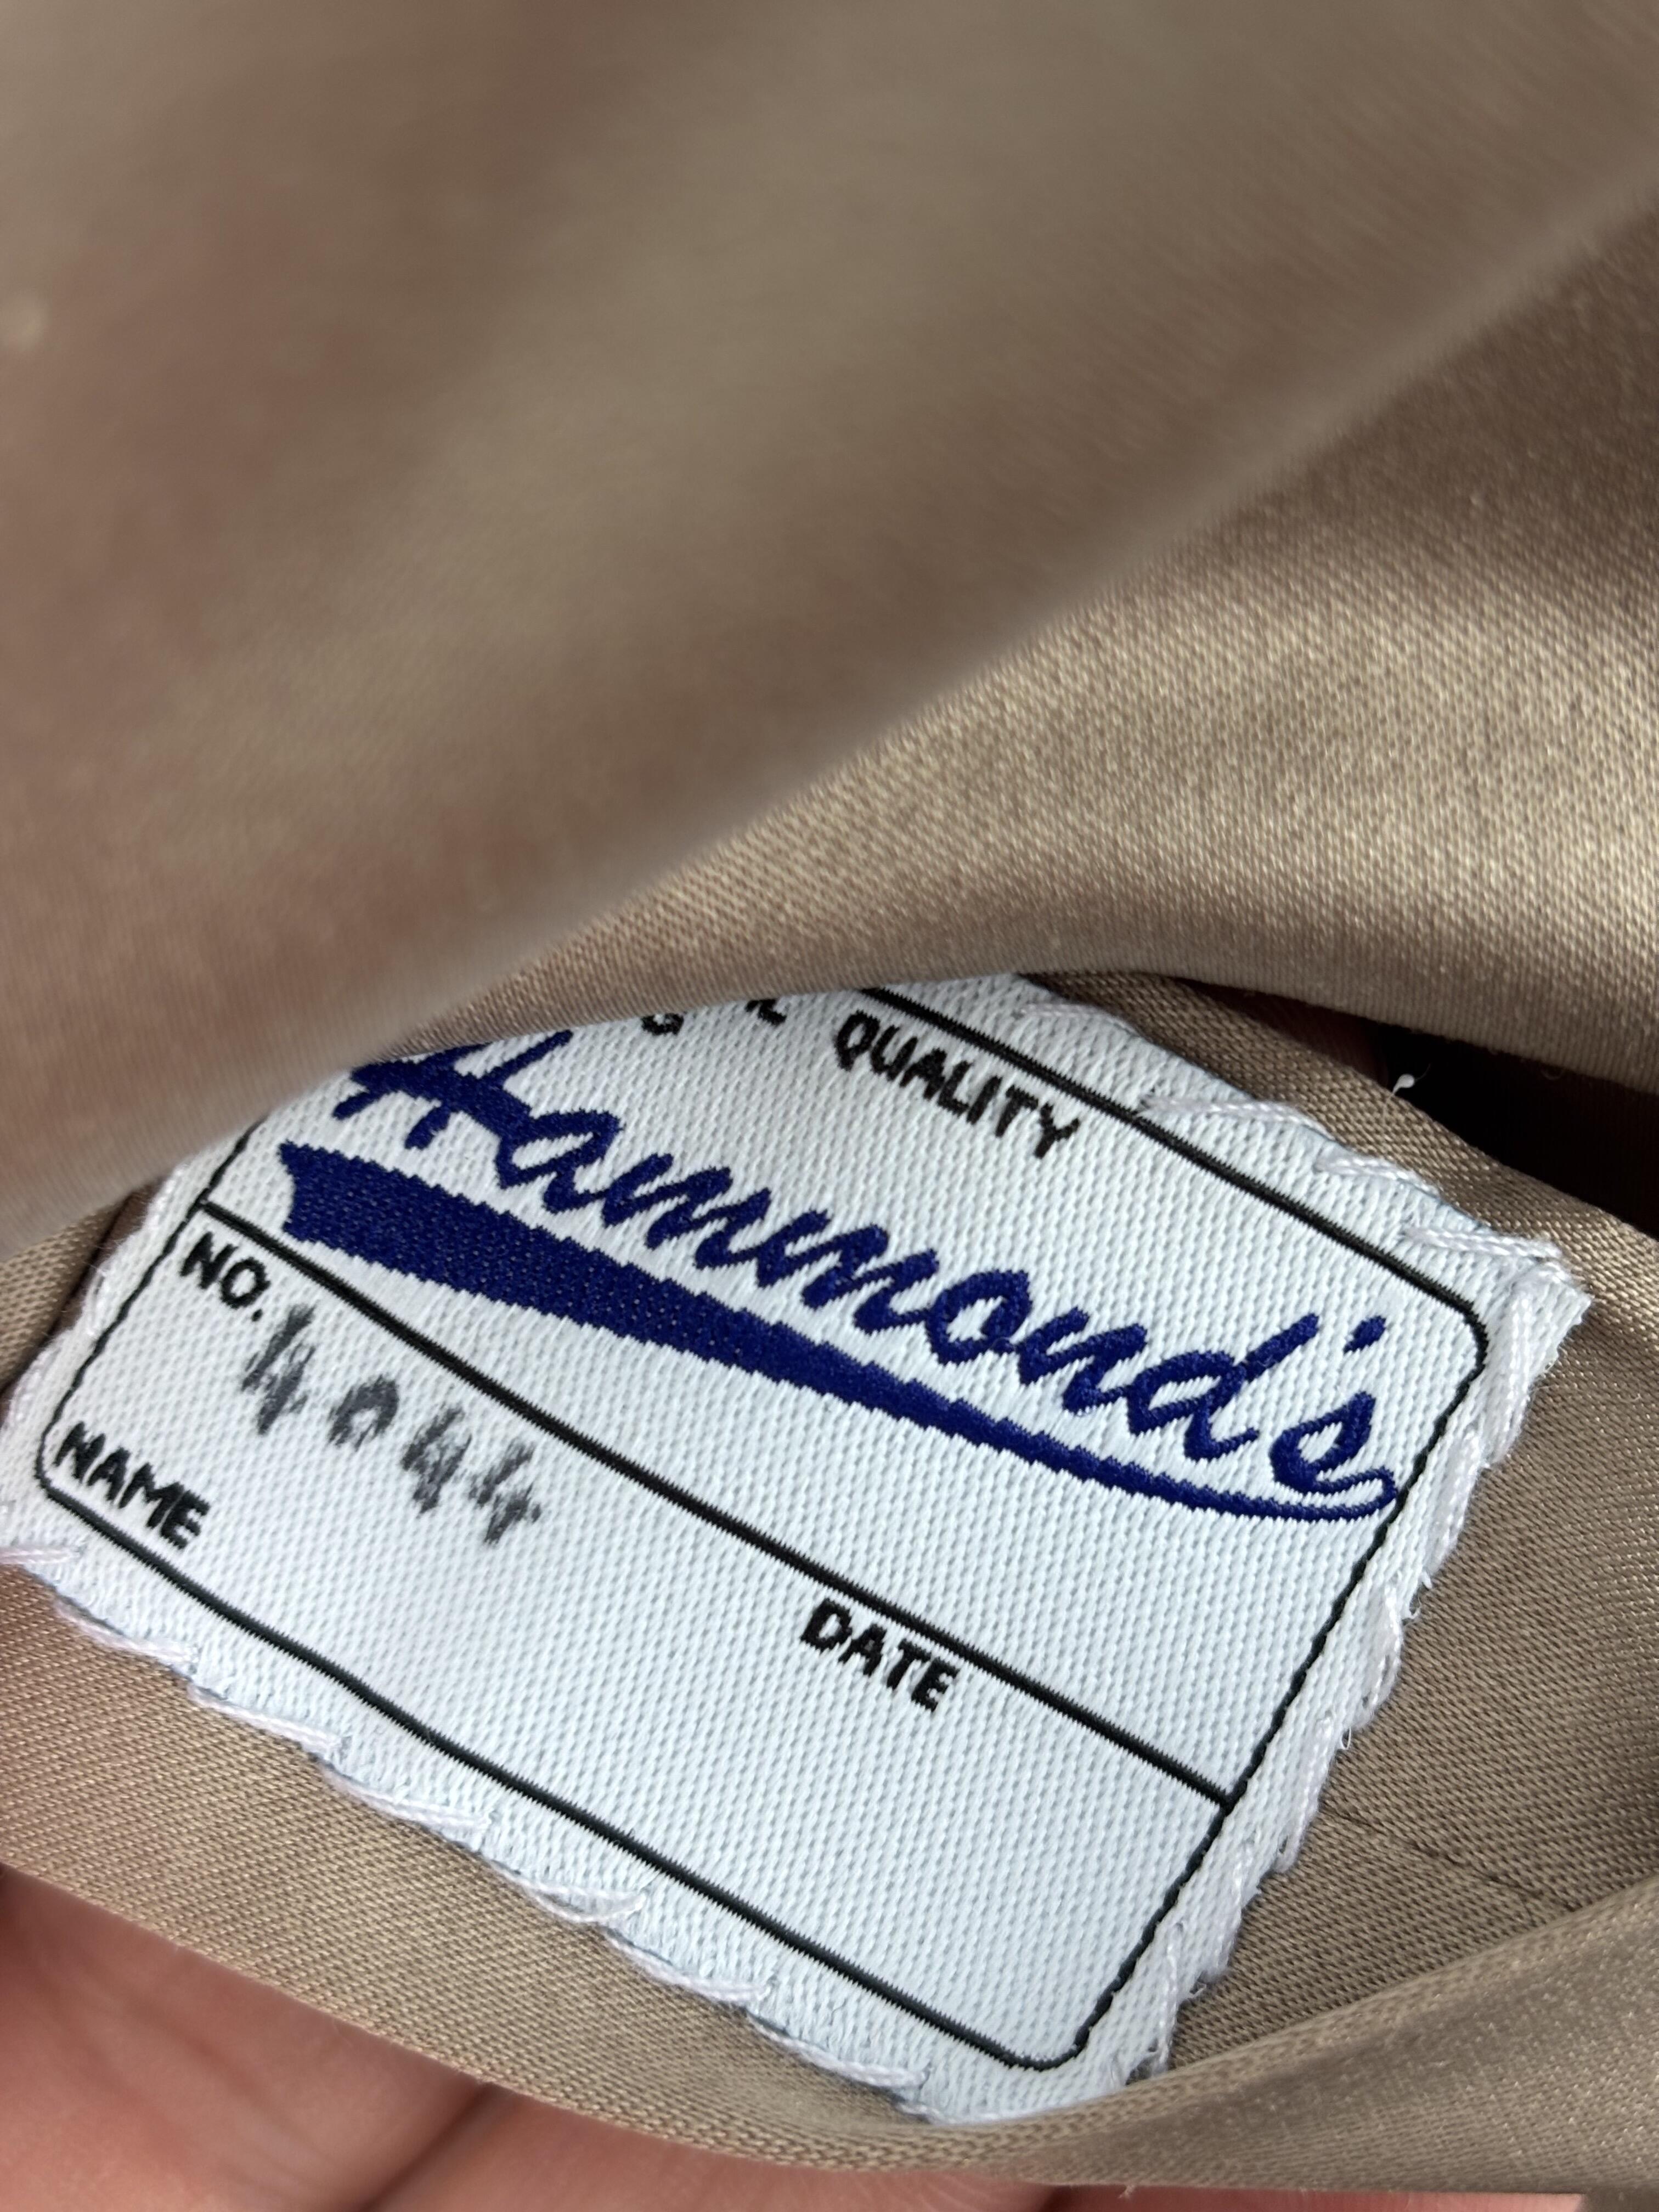 QUALITY
Hammond's
NO. 4044
NAME
DATE